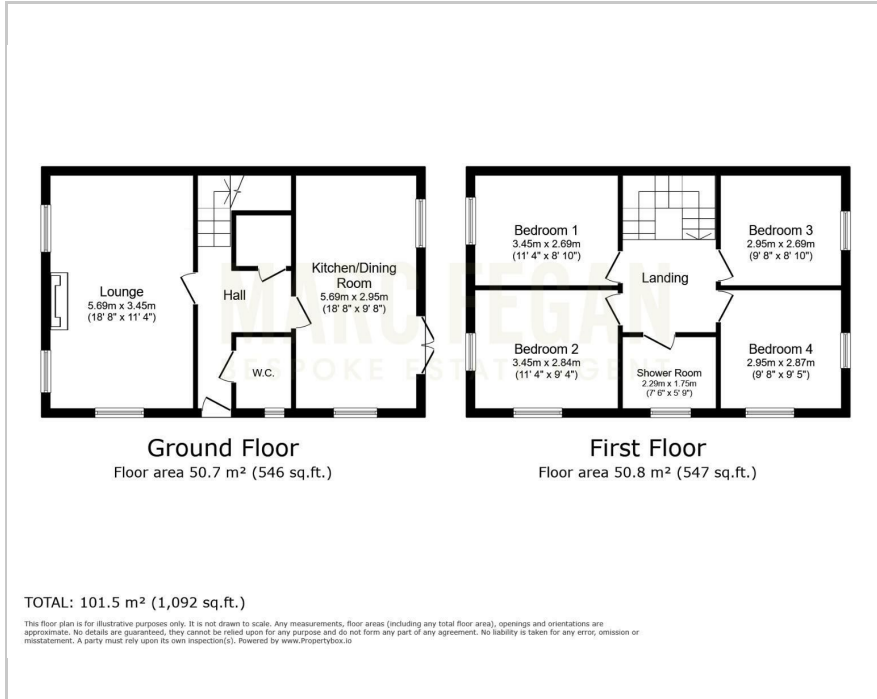 MARC FEGAN
BESPOKE ESTATE AGENT
Lounge
5.69m x 3.45m
(18' 8" x 11' 4")
Hall
W.C.
Kitchen/Dining
Room
5.69m x 2.95m
(18' 8" x 9' 8")
Bedroom 1
3.45m x 2.69m
(11' 4" x 8' 10")
Landing
Bedroom 3
2.95m x 2.69m
(9' 8" x 8' 10")
Bedroom 2
3.45m x 2.84m
(11' 4" x 9' 4")
Shower Room
2.29m x 1.75m
(7' 6" x 5' 9")
Bedroom 4
2.95m x 2.87m
(9' 8" x 9' 5")
Ground Floor
Floor area 50.7 m² (546 sq.ft.)
First Floor
Floor area 50.8 m² (547 sq.ft.)
TOTAL: 101.5 m² (1,092 sq.ft.)
This floor plan is for illustrative purposes only. It is not drawn to scale. Any measurements, floor areas (including any total floor area), openings and orientations are
approximate. No details are guaranteed, they cannot be relied upon for any purpose and do not form any part of any agreement. No liability is taken for any error, omission or
misstatement. A party must rely upon its own inspection(s). Powered by www.Propertybox.io